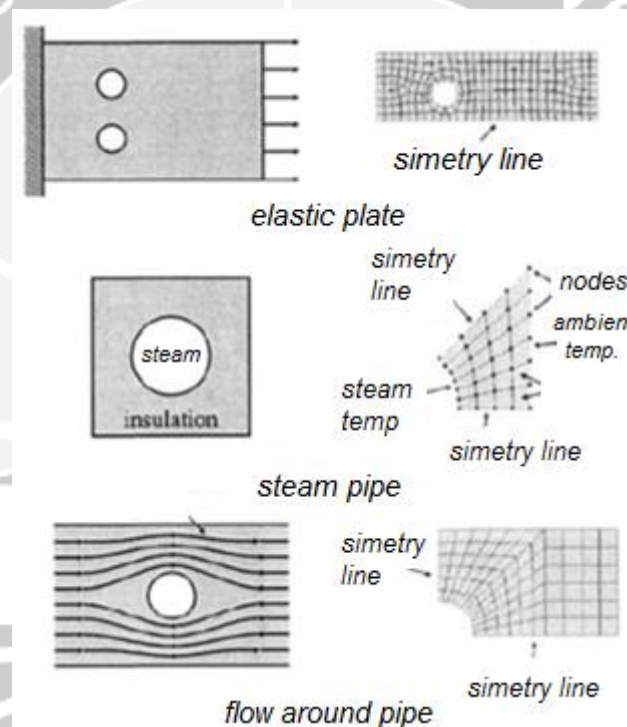 simetry line
elastic plate
simetry
line
nodes
ambien
temp.
steam
insulation
steam
temp
simetry line
steam pipe
simetry
line
simetry line
flow around pipe